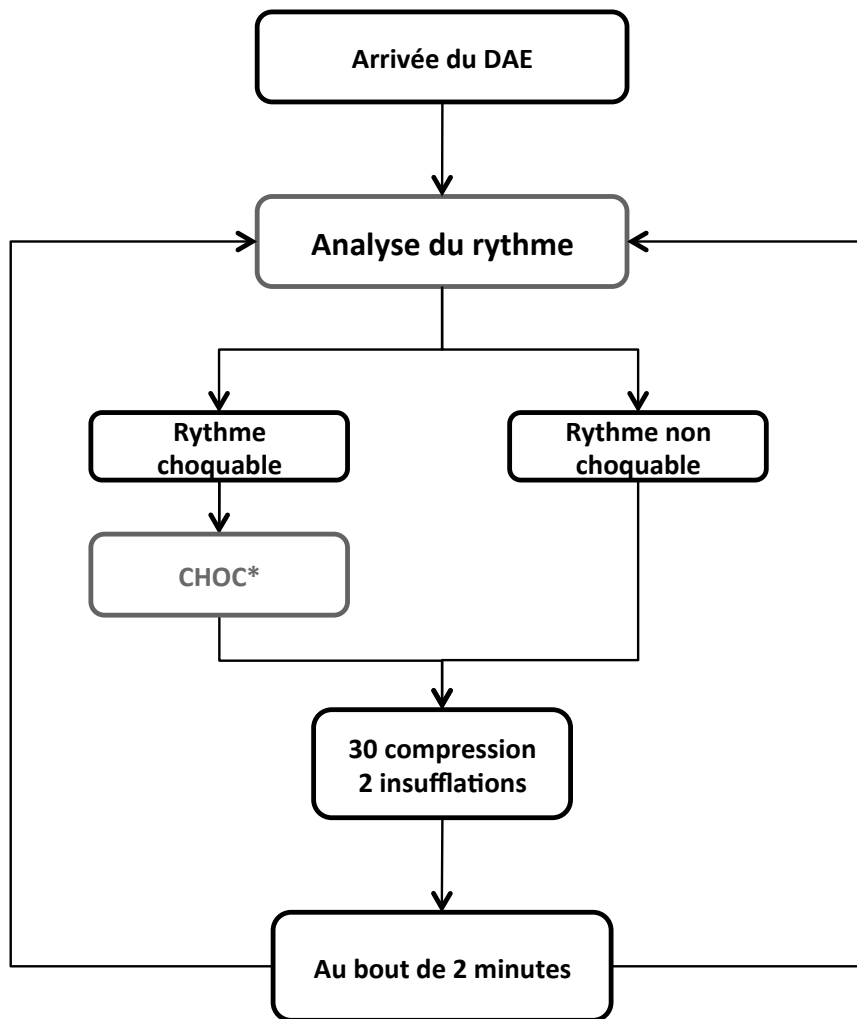 Arrivée du DAE
Analyse du rythme
Rythme
choquable
Rythme non
choquable
CHOC*
30 compression
2 insufflations
Au bout de 2 minutes